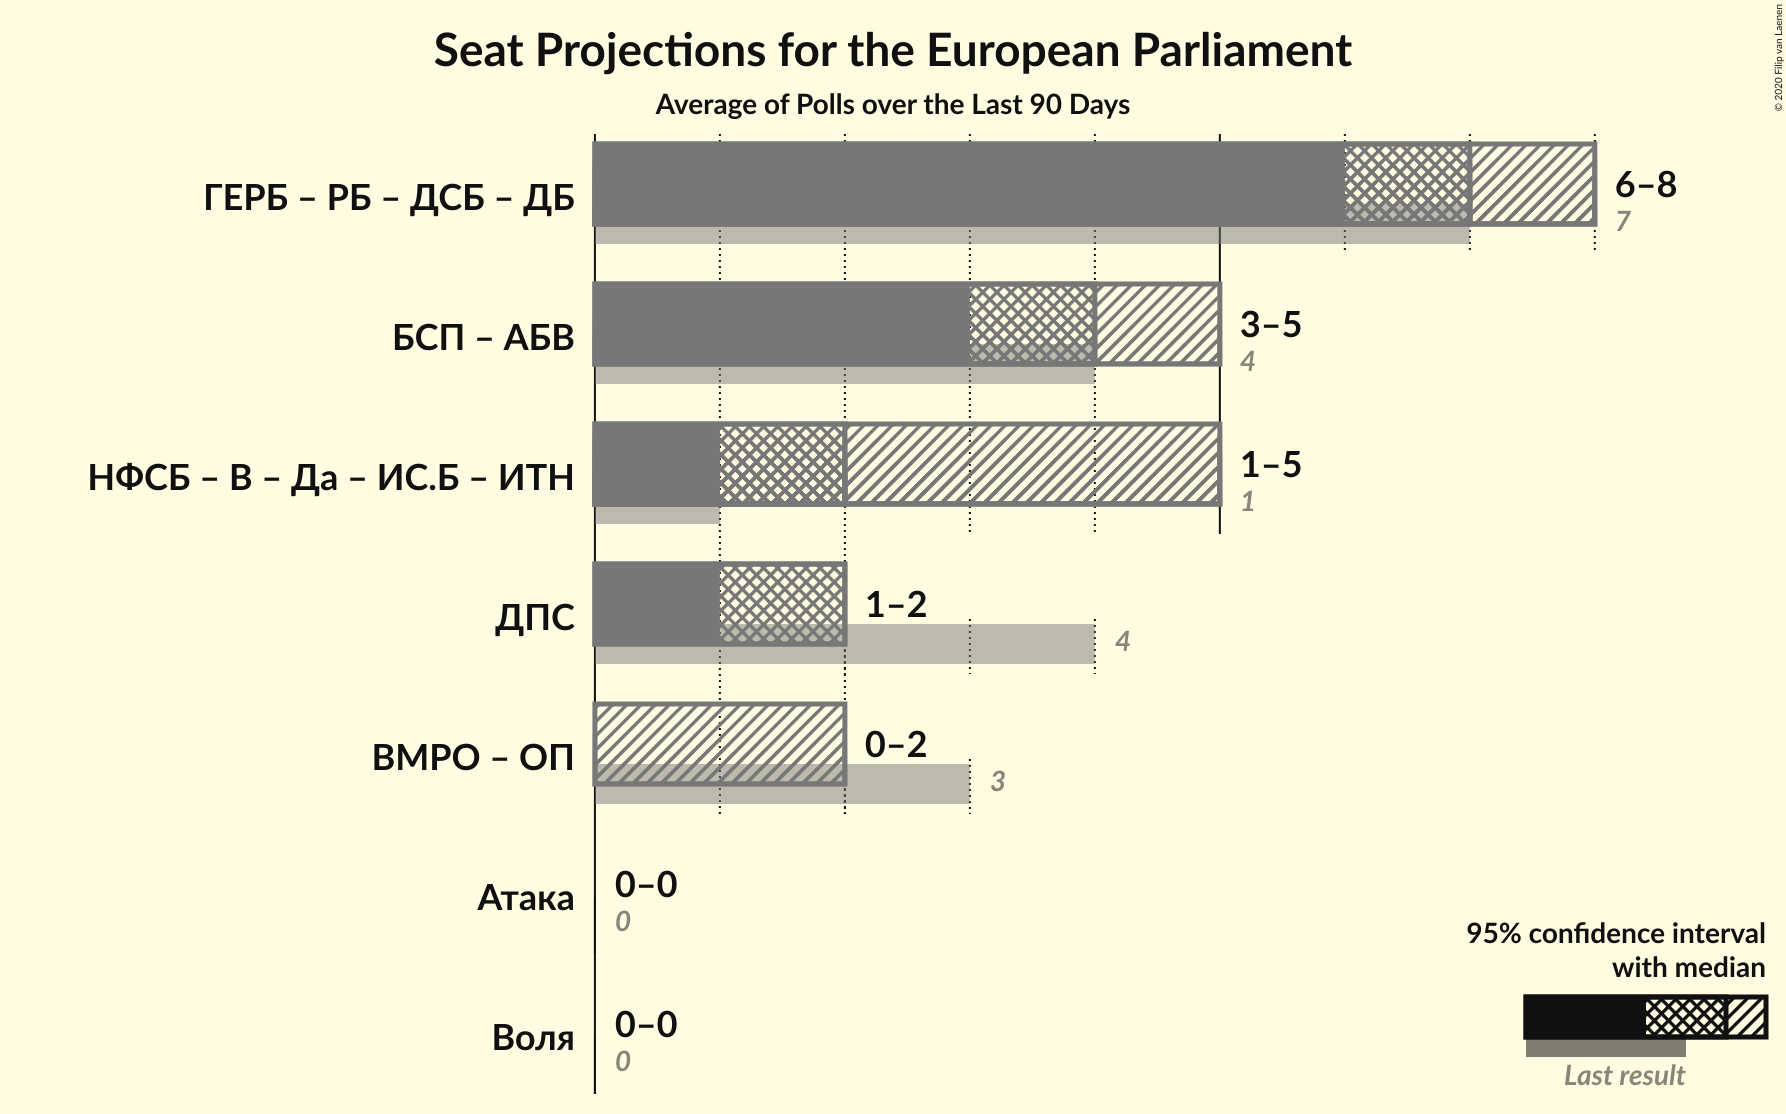 Seat Projections for the European Parliament
Average of Polls over the Last 90 Days
© 2020 Filip van Laenen
ГЕРБ – РБ – ДСБ – ДБ
6–8
7
БСП – АБВ
3–5
4
НФСБ – В – Да – ИС.Б – ИТН
1–5
1
ДПС
1–2
4
ВМРО – ОП
0–2
3
Атака
0–0
0
Воля
0–0
0
95% confidence interval
with median
Last result